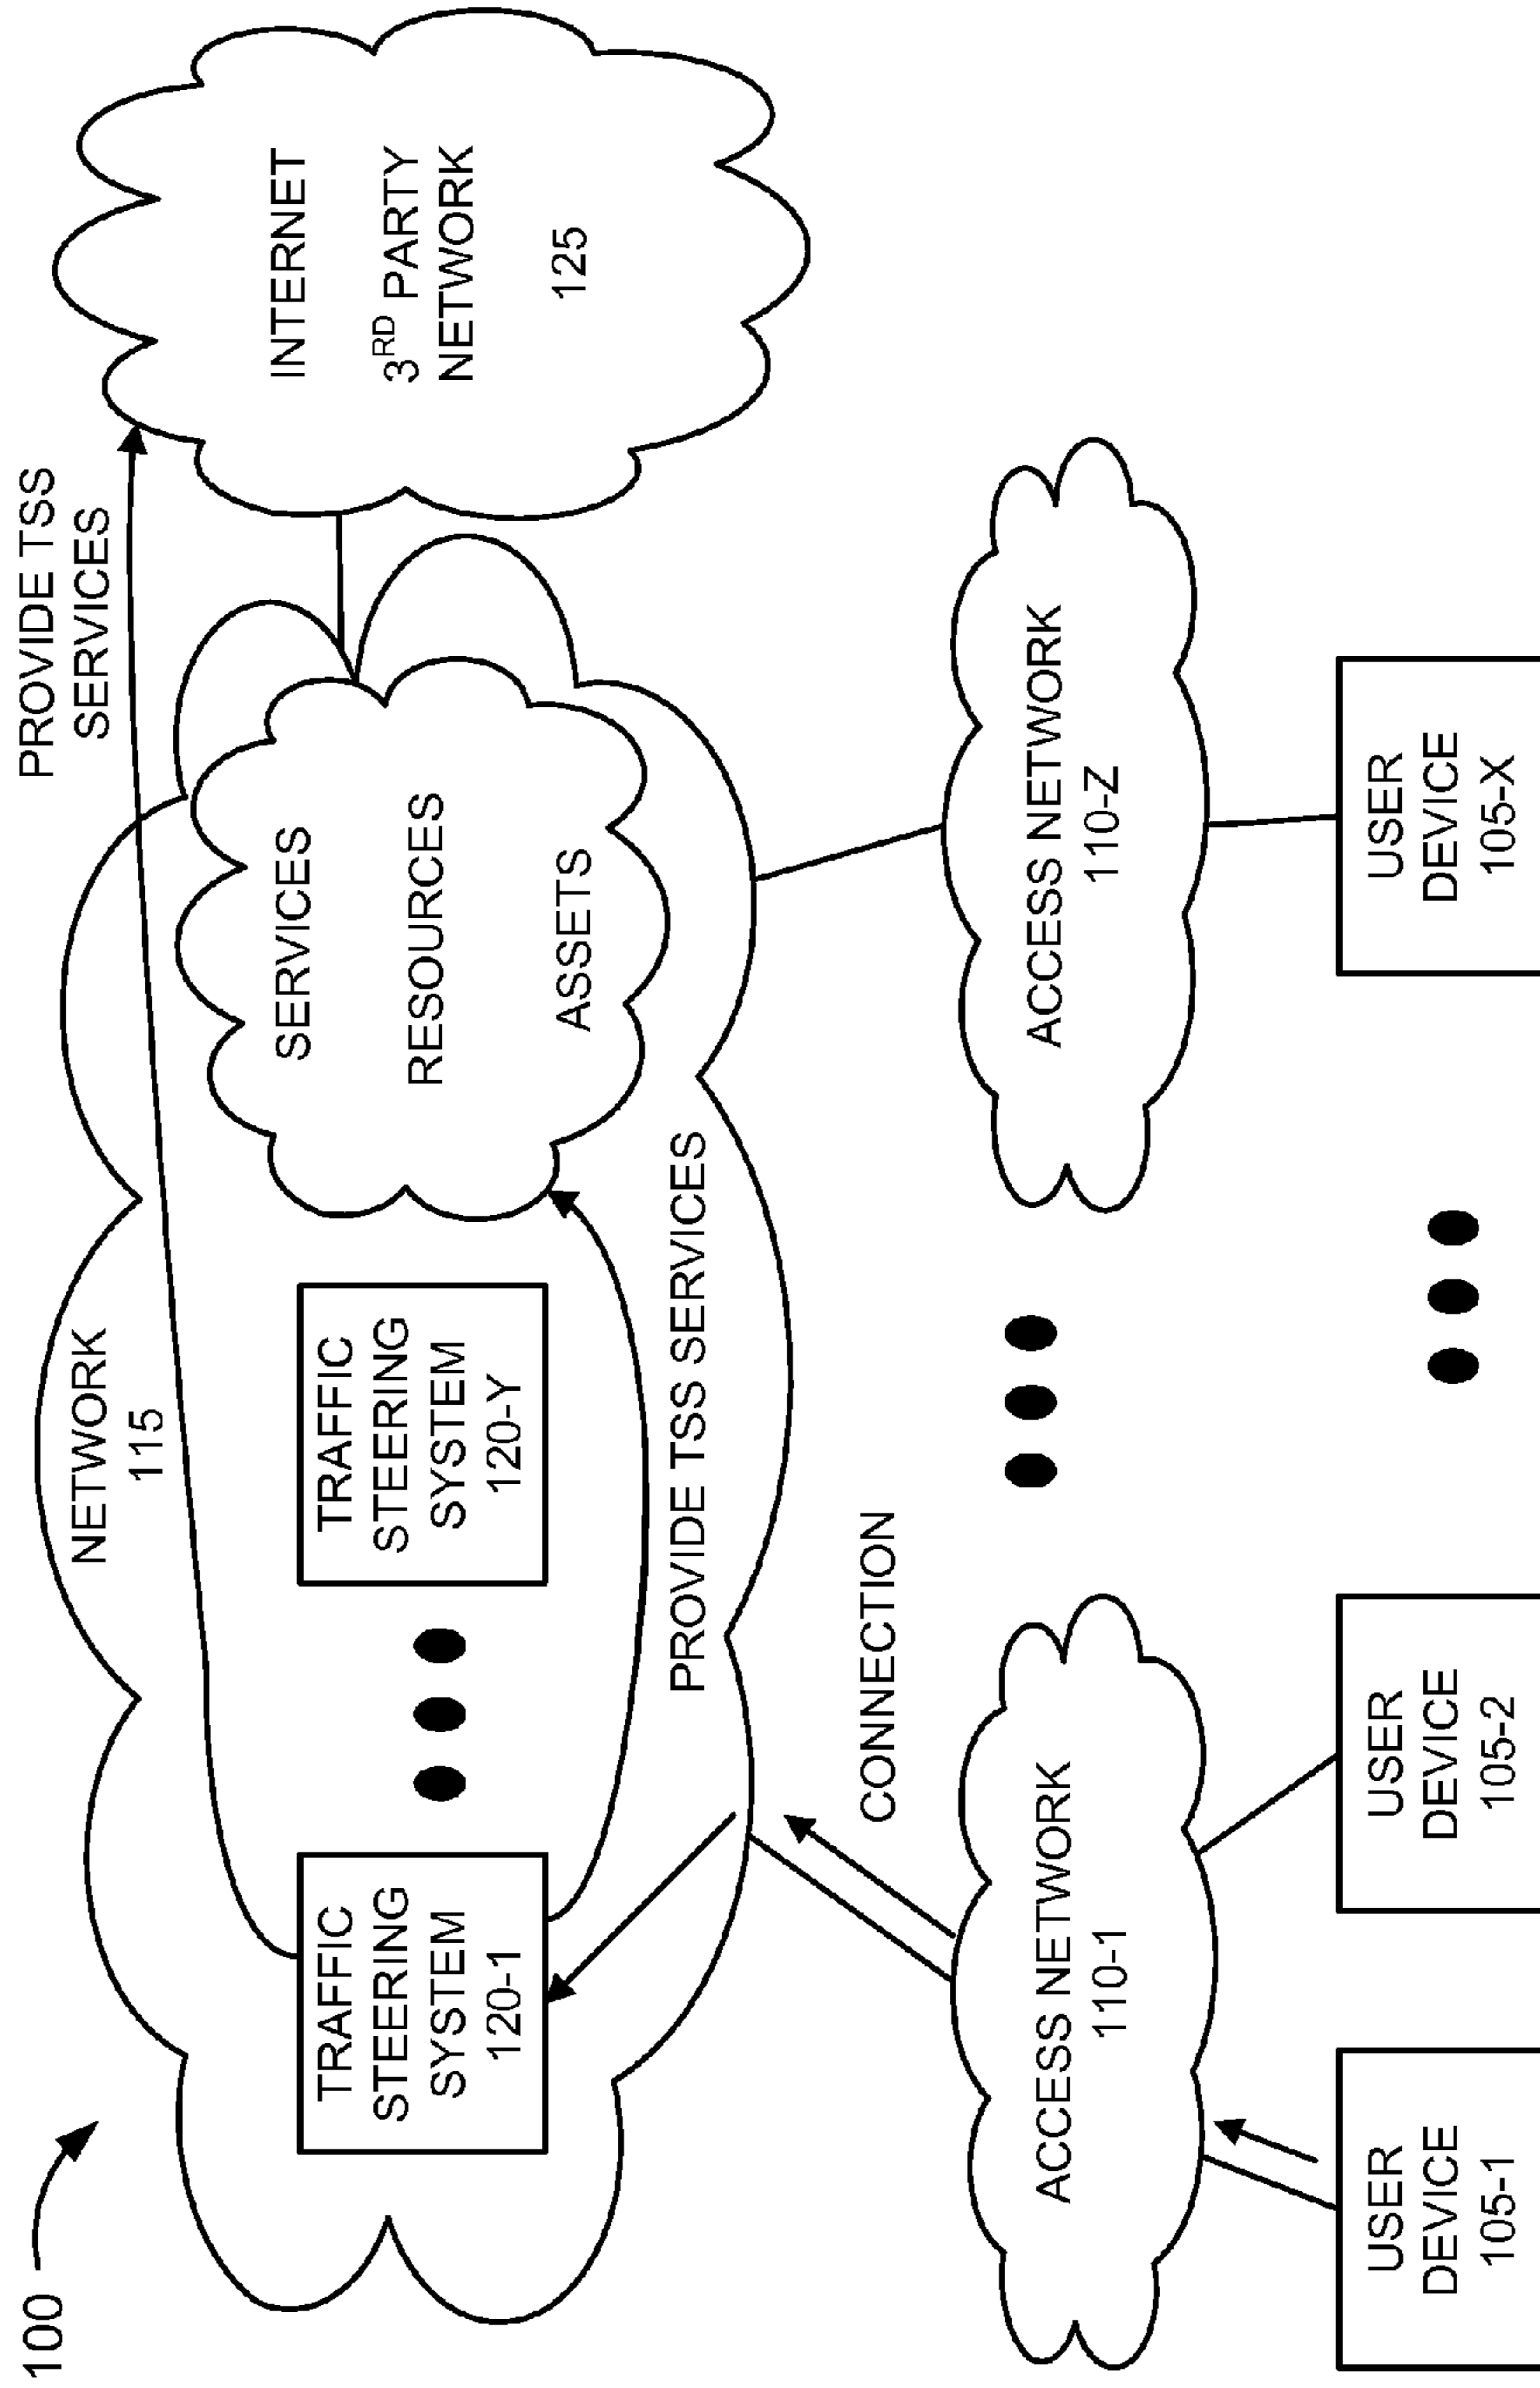 100
NETWORK
115
PROVIDE TSS
SERVICES
TRAFFIC
STEERING
SYSTEM
120-1
TRAFFIC
STEERING
SYSTEM
120-Y
SERVICES
RESOURCES
ASSETS
INTERNET
3RD PARTY
NETWORK
125
PROVIDE TSS SERVICES
CONNECTION
ACCESS NETWORK
110-1
ACCESS NETWORK
110-Z
USER
DEVICE
105-1
USER
DEVICE
105-2
USER
DEVICE
105-X